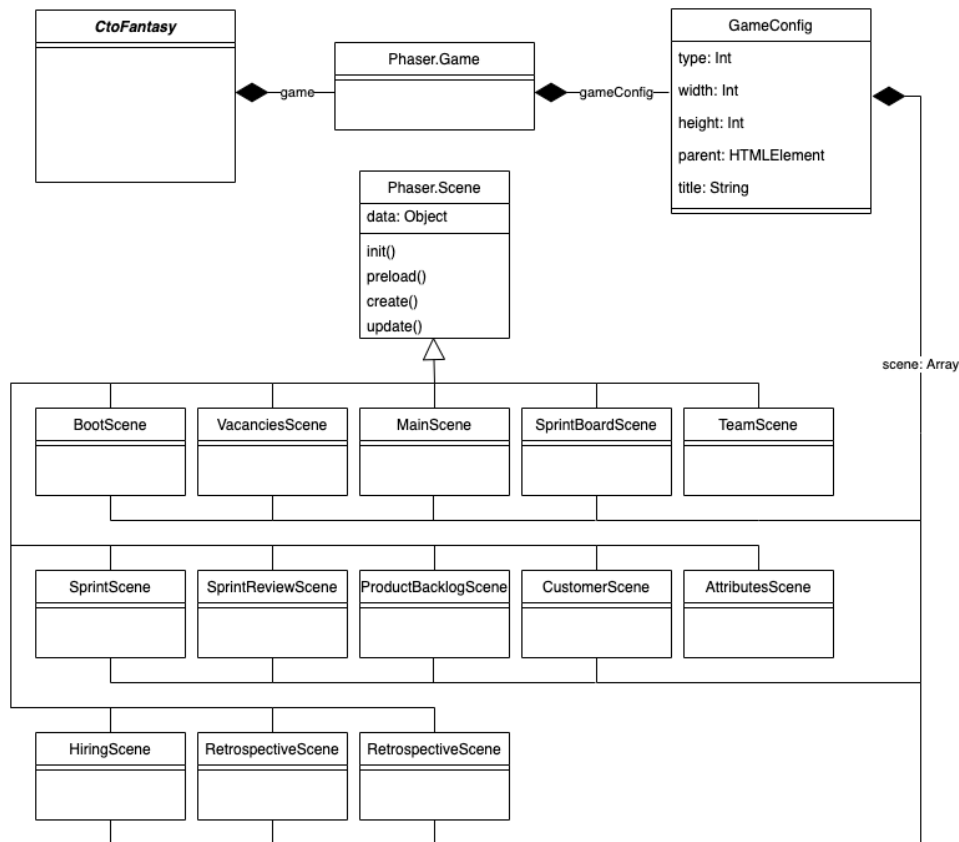 CtoFantasy
Phaser.Game
GameConfig
type: Int
width: Int
height: Int
parent: HTMLElement
title: String
game
gameConfig
Phaser.Scene
data: Object
init()
preload()
create()
update()
scene: Array
BootScene
VacanciesScene
MainScene
SprintBoardScene
TeamScene
SprintScene
SprintReviewScene
ProductBacklogScene
CustomerScene
AttributesScene
HiringScene
RetrospectiveScene
RetrospectiveScene